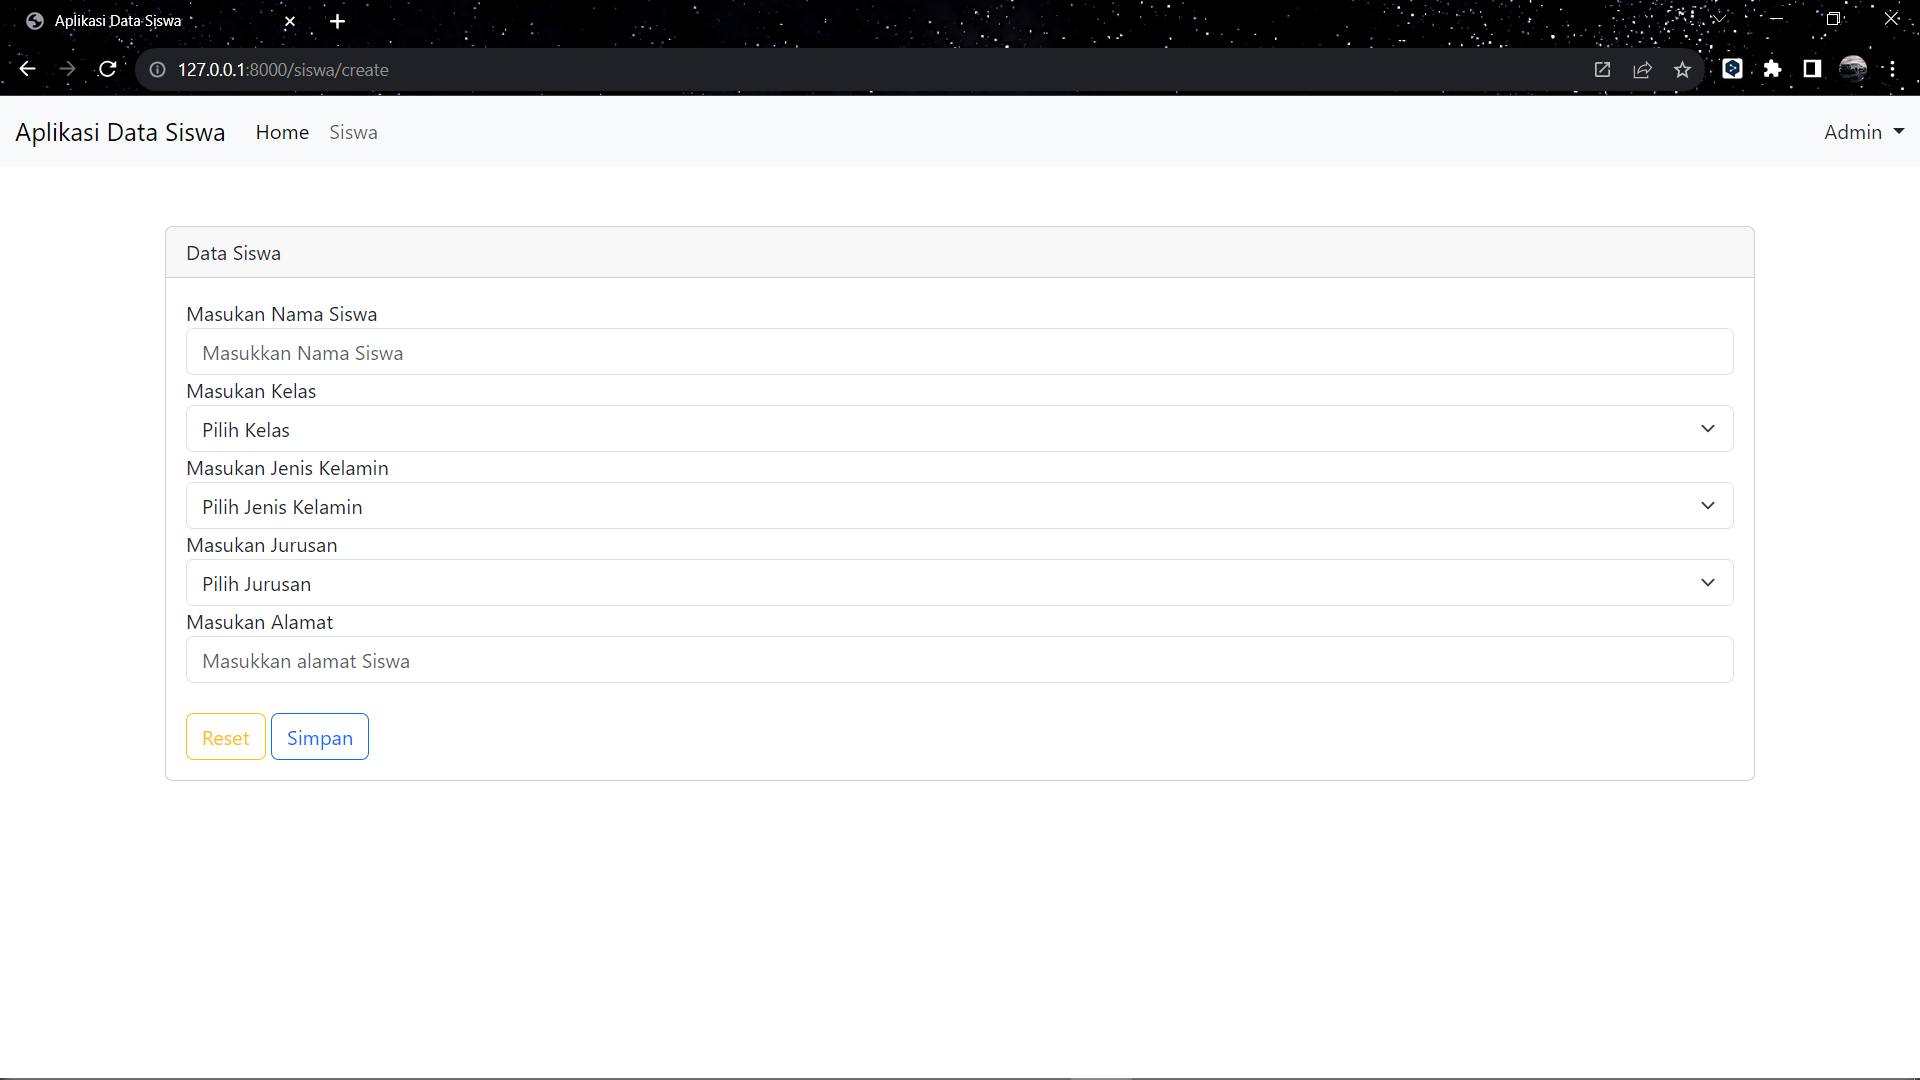 Aplikasi Data Siswa
127.0.0.1:8000/siswa/create
Aplikasi Data Siswa Home Siswa Admin
Data Siswa
Masukan Nama Siswa
Masukkan Nama Siswa
Masukan Kelas
Pilih Kelas
Masukan Jenis Kelamin
Pilih Jenis Kelamin
Masukan Jurusan
Pilih Jurusan
Masukan Alamat
Masukkan alamat Siswa
Reset Simpan